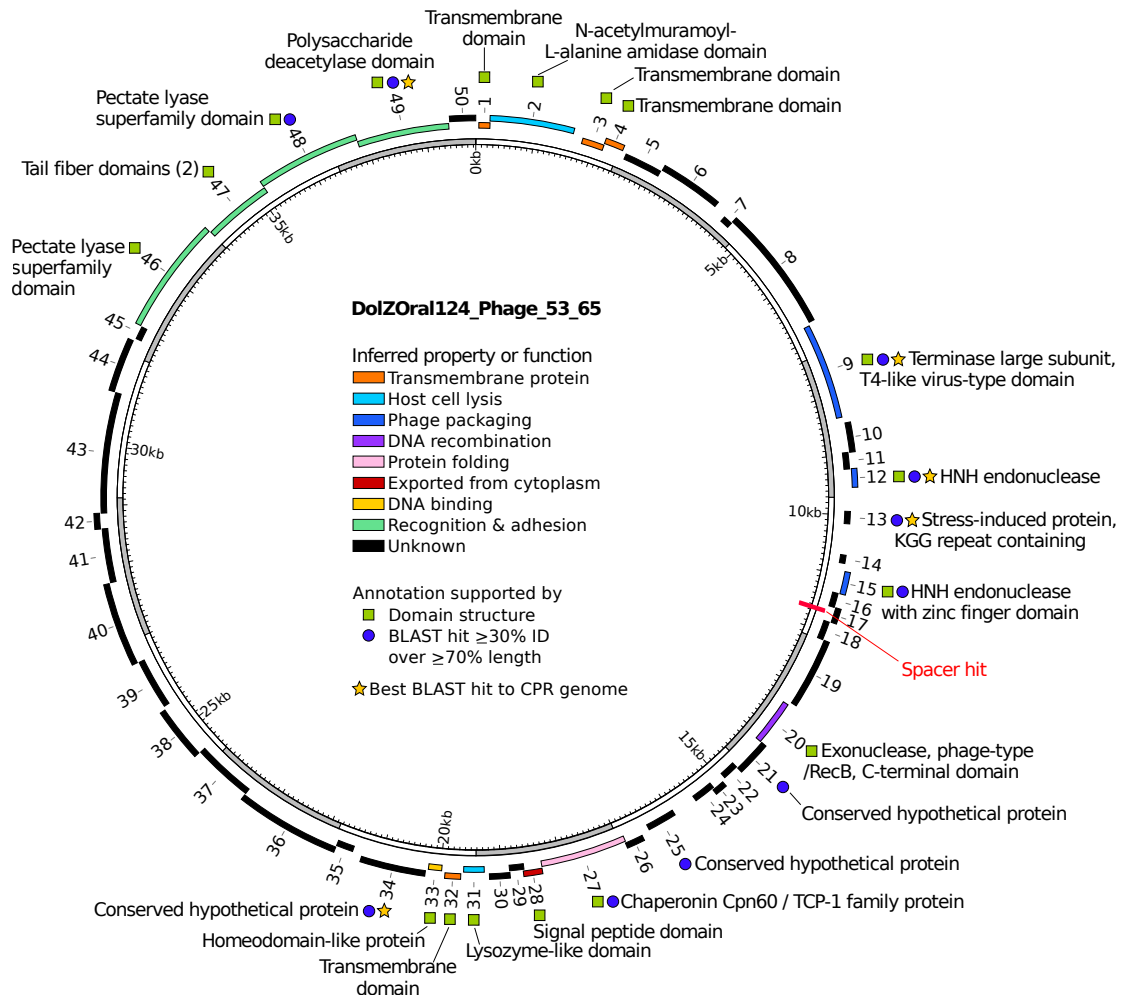 Transmembrane
domain
N-acetylmuramoyl-
L-alanine amidase domain
Transmembrane domain
Transmembrane domain
Polysaccharide
deacetylase domain
Pectate lyase
superfamily domain
Tail fiber domains (2)
Pectate lyase
superfamily
domain
50
1
2
3
4
5
6
7
8
9
10
11
12
13
14
15
16
17
18
19
20
21
22
23
24
25
26
27
28
29
30
31
32
33
34
35
36
37
38
39
40
41
42
43
44
45
46
47
48
49
0kb
5kb
10kb
15kb
20kb
25kb
30kb
35kb
DolZOral124_Phage_53_65
Inferred property or function
Transmembrane protein
Host cell lysis
Phage packaging
DNA recombination
Protein folding
Exported from cytoplasm
DNA binding
Recognition & adhesion
Unknown
Annotation supported by
Domain structure
BLAST hit ≥30% ID
over ≥70% length
Best BLAST hit to CPR genome
Terminase large subunit,
T4-like virus-type domain
HNH endonuclease
Stress-induced protein,
KGG repeat containing
HNH endonuclease
with zinc finger domain
Spacer hit
Exonuclease, phage-type
/RecB, C-terminal domain
Conserved hypothetical protein
Conserved hypothetical protein
Chaperonin Cpn60 / TCP-1 family protein
Signal peptide domain
Lysozyme-like domain
Transmembrane
domain
Homeodomain-like protein
Conserved hypothetical protein